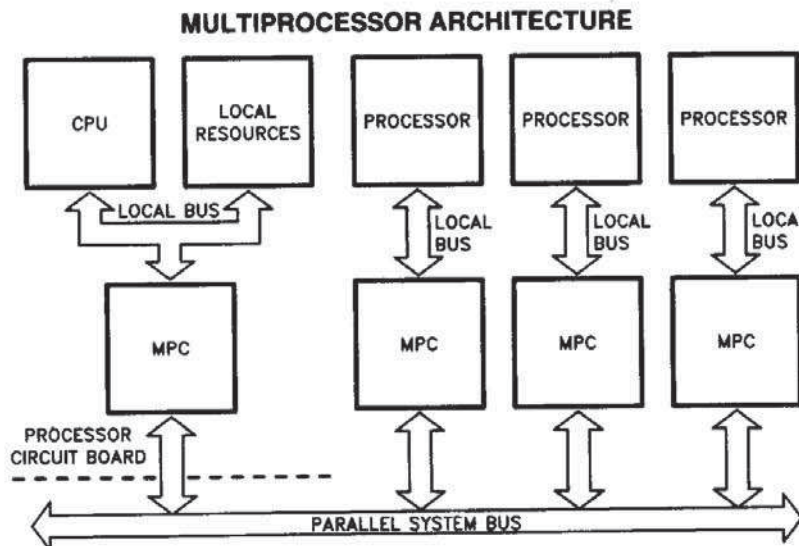 MULTIPROCESSOR ARCHITECTURE
CPU
LOCAL
RESOURCES
PROCESSOR
PROCESSOR
PROCESSOR
LOCAL BUS
LOCAL
BUS
LOCAL
BUS
LOCA
BUS
MPC
MPC
MPC
MPC
PROCESSOR
CIRCUIT BOARD
PARALLEL SYSTEM BUS